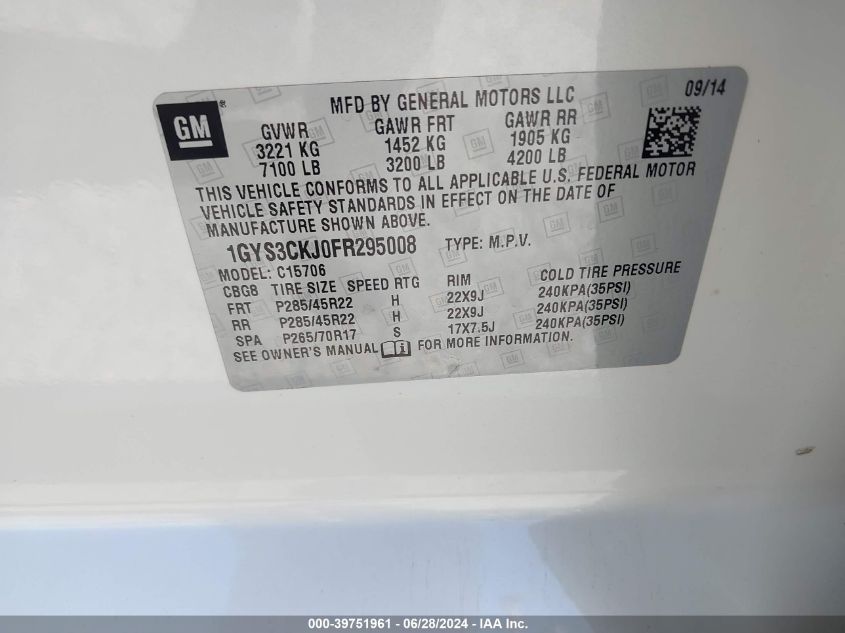 GM®
MFD BY GENERAL MOTORS LLC 09/14
GVWR GAWR FRT GAWR RR
3221 KG 1452 KG 1905 KG
7100 LB 3200 LB 4200 LB
THIS VEHICLE CONFORMS TO ALL APPLICABLE U.S. FEDERAL MOTOR
VEHICLE SAFETY STANDARDS IN EFFECT ON THE DATE OF
MANUFACTURE SHOWN ABOVE.
1GYS3CKJ0FR295008 TYPE: M.P.V.
MODEL: C15706
CBGB TIRE SIZE SPEED RTG RIM COLD TIRE PRESSURE
FRT P285/45R22 H 22X9J 240KPA(35PSI)
RR P285/45R22 H 22X9J 240KPA(35PSI)
SPA P265/70R17 S 17X7.5J 240KPA(35PSI)
SEE OWNER'S MANUAL FOR MORE INFORMATION.
000-39751961 - 06/28/2024 - IAA Inc.